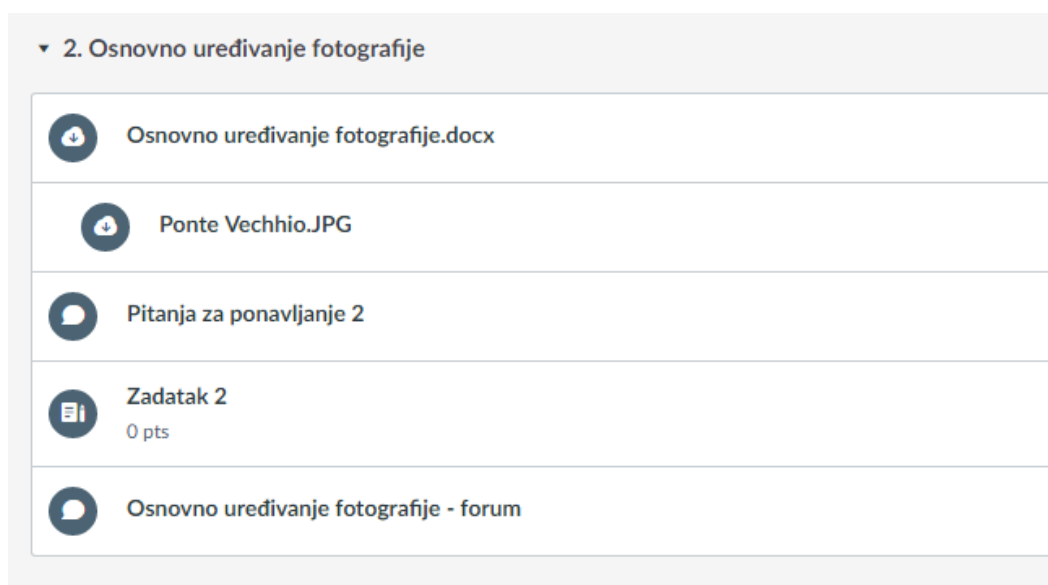 2. Osnovno uređivanje fotografije
Osnovno uređivanje fotografije.docx
Ponte Vechhio.JPG
Pitanja za ponavljanje 2
Zadatak 2
0 pts
Osnovno uređivanje fotografije - forum